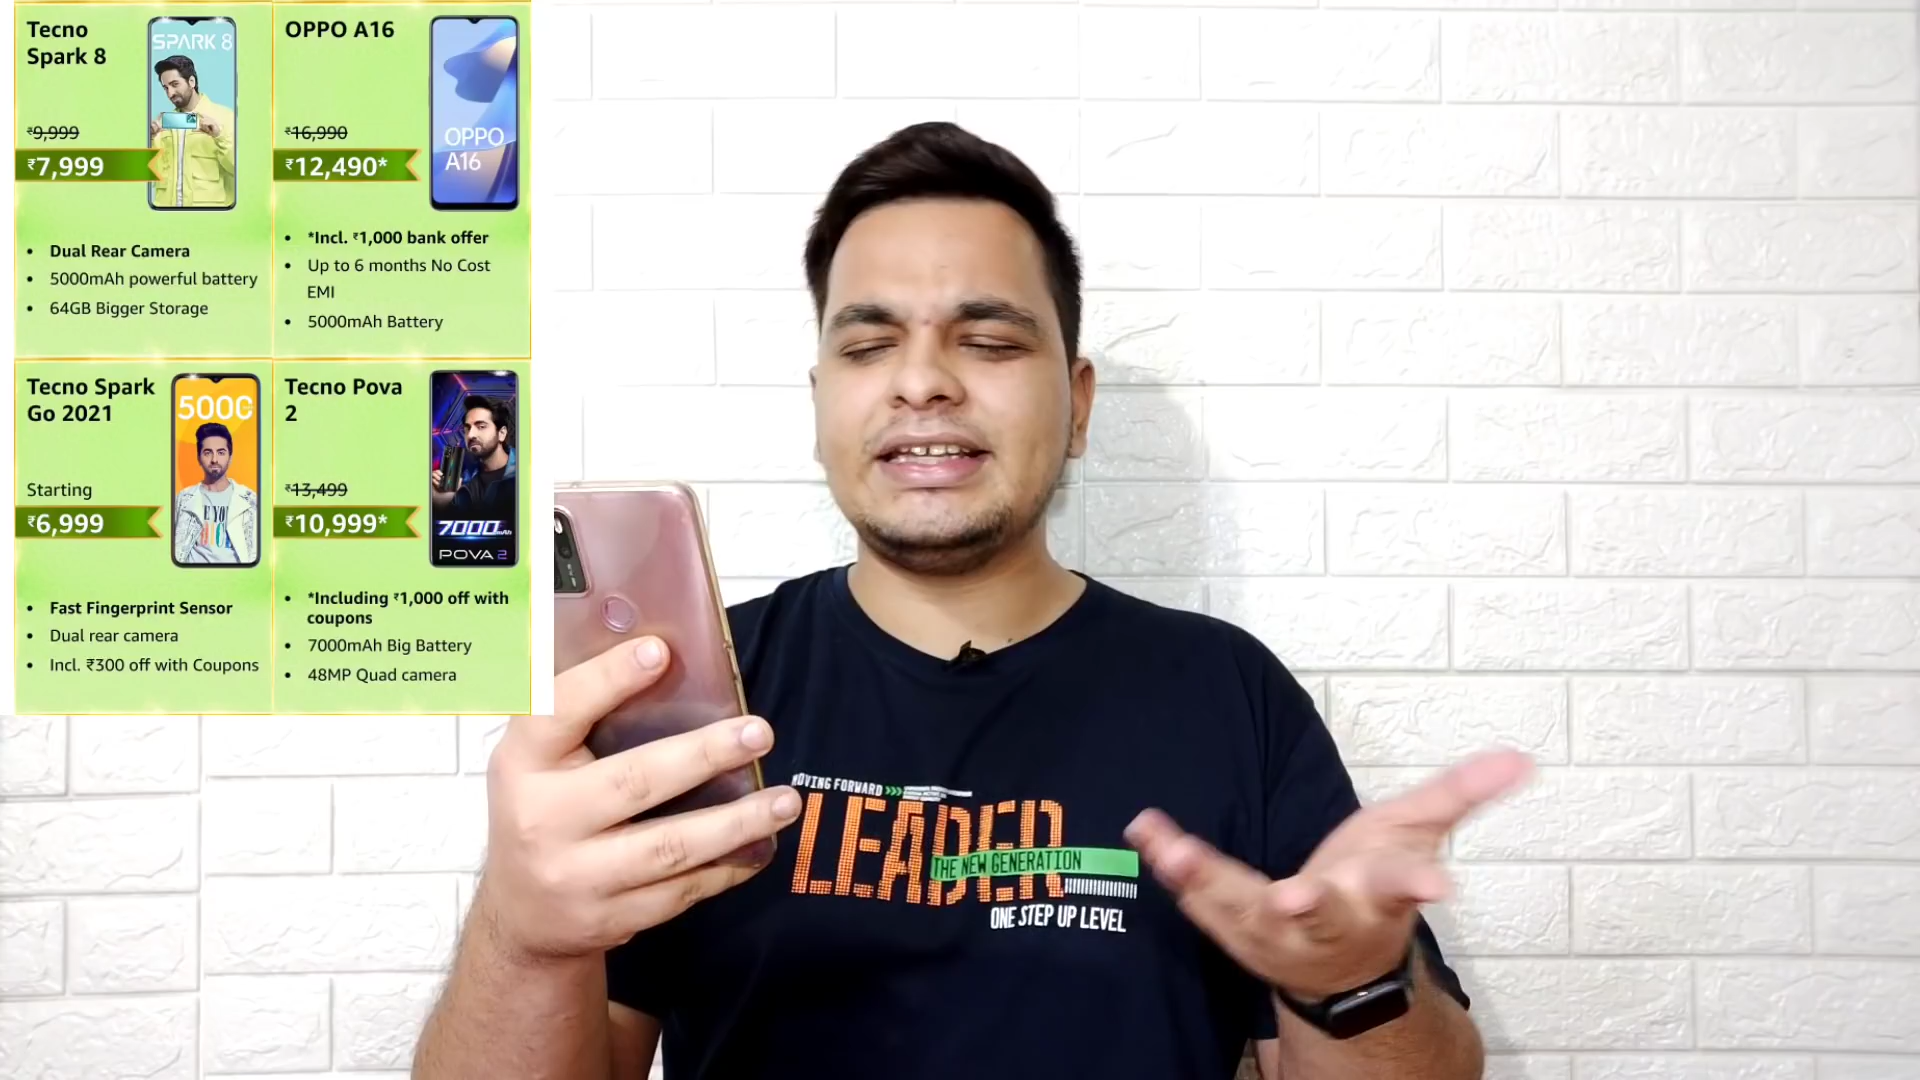 Tecno
Spark 8
SPARK 8
₹9,999
₹7,999
• Dual Rear Camera
• 5000mAh powerful battery
• 64GB Bigger Storage
OPPO A16
₹16,990
₹12,490*
OPPO
A16
• *Incl. ₹1,000 bank offer
• Up to 6 months No Cost
EMI
• 5000mAh Battery
Tecno Spark
Go 2021
Starting
₹6,999
• Fast Fingerprint Sensor
• Dual rear camera
• Incl. ₹300 off with Coupons
Tecno Pova
2
₹13,499
₹10,999*
7000mAh
POVA 2
• *Including ₹1,000 off with
coupons
• 7000mAh Big Battery
• 48MP Quad camera
MOVING FORWARD >>>
LEADER
THE NEW GENERATION
ONE STEP UP LEVEL